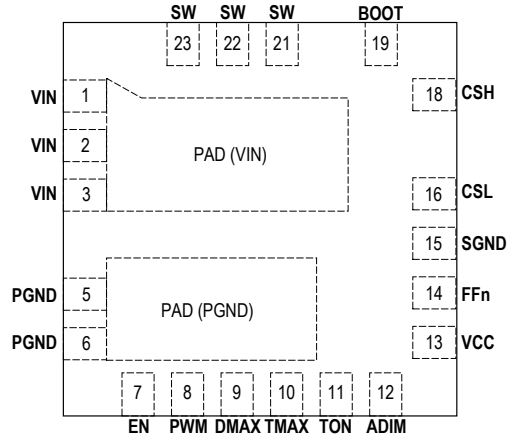 SW SW SW BOOT
23 22 21 19
VIN 1 18 CSH
VIN 2 PAD (VIN)
VIN 3 16 CSL
15 SGND
PGND 5 14 FFn
PAD (PGND)
PGND 6 13 VCC
7 8 9 10 11 12
EN PWM DMAX TMAX TON ADIM